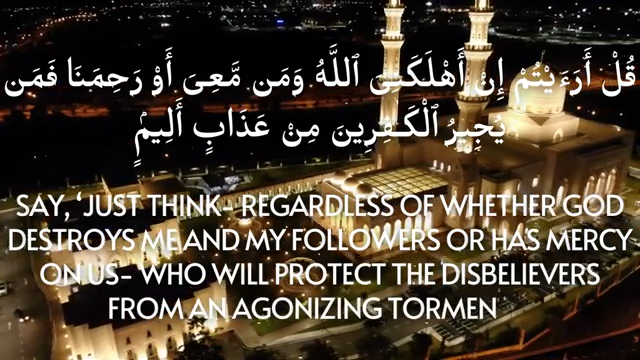 قُلْ أَرَءَيْتُمْ إِنْ أَهْلَكَنِىَ ٱللَّهُ وَمَن مَّعِىَ أَوْ رَحِمَنَا فَمَن
يُجِيرُ ٱلْكَـٰفِرِينَ مِنْ عَذَابٍ أَلِيمٍۢ
SAY, ‘JUST THINK- REGARDLESS OF WHETHER GOD
DESTROYS ME AND MY FOLLOWERS OR HAS MERCY
ON US- WHO WILL PROTECT THE DISBELIEVERS
FROM AN AGONIZING TORMEN